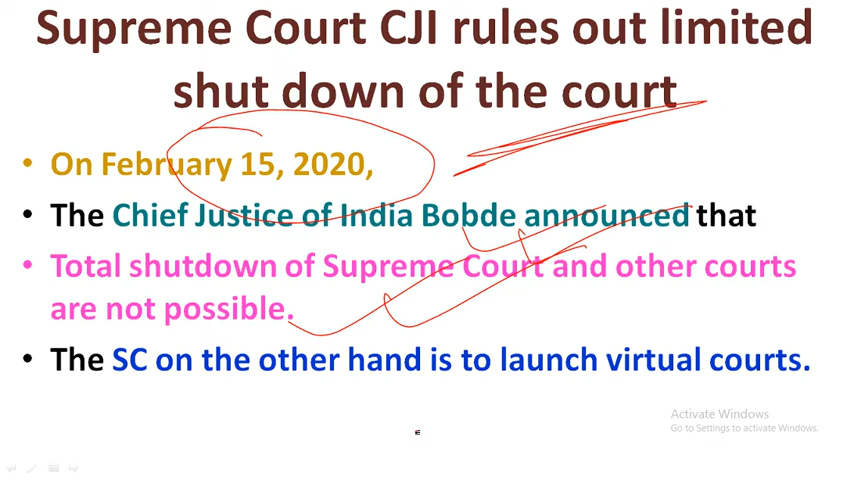 Supreme Court CJI rules out limited
shut down of the court
• On February 15, 2020,
• The Chief Justice of India Bobde announced that
• Total shutdown of Supreme Court and other courts
are not possible.
• The SC on the other hand is to launch virtual courts.
Activate Windows
Go to Settings to activate Windows.